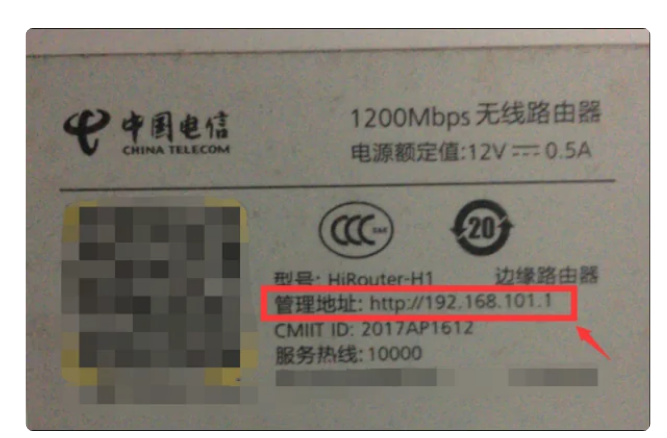 中国电信
CHINA TELECOM
1200Mbps 无线路由器
电源额定值:12V ⎓ 0.5A
CCC
20
型号: HiRouter-H1 边缘路由器
管理地址: http://192.168.101.1
CMIIT ID: 2017AP1612
服务热线:10000